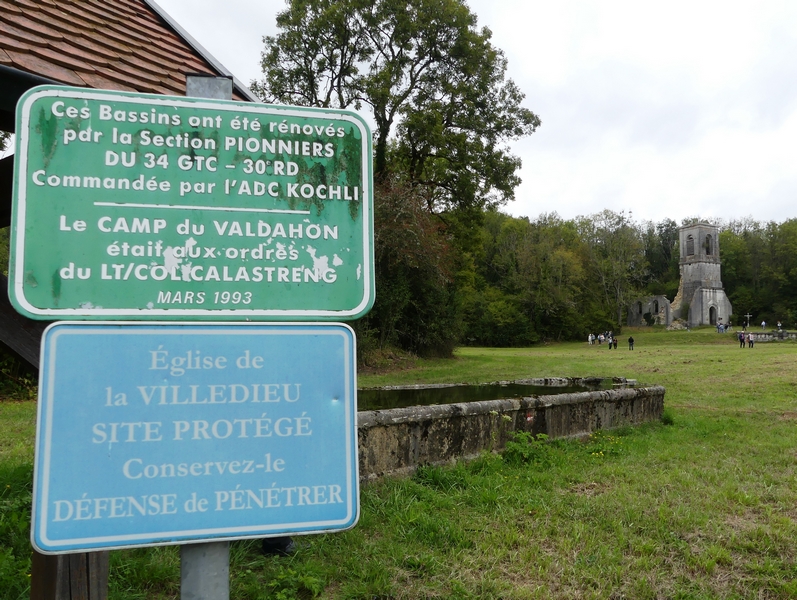 Ces Bassins ont été rénovés
par la Section PIONNIERS
DU 34 GTC - 30°RD
Commandée par l'ADC KOCHLI
Le CAMP du VALDAHON
était aux ordres
du LT/COL CALASTRENG
MARS 1993
Église de
la VILLEDIEU
SITE PROTÉGÉ
Conservez-le
DÉFENSE de PÉNÉTRER